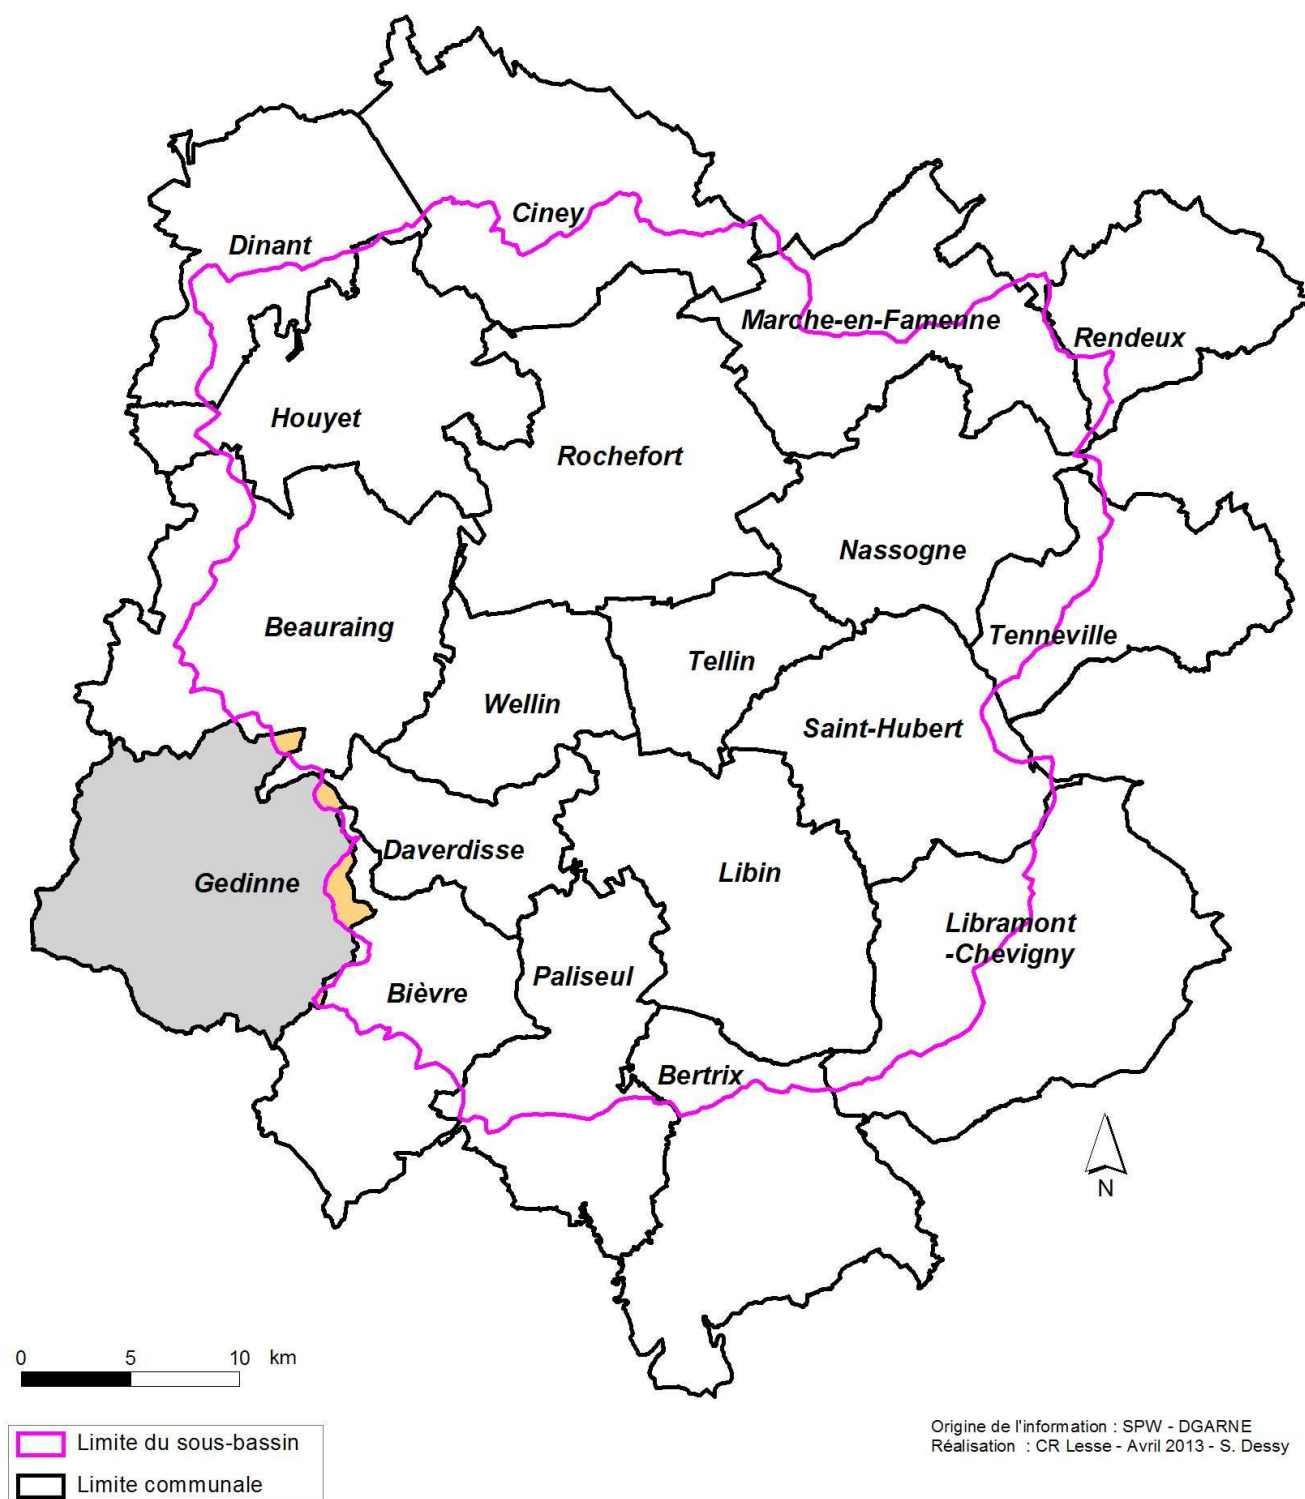 Ciney
Dinant
Marche-en-Famenne
Rendeux
Houyet
Rochefort
Nassogne
Beauraing
Tenneville
Tellin
Wellin
Saint-Hubert
Daverdisse
Libin
Gedinne
Libramont
-Chevigny
Paliseul
Bièvre
Bertrix
N
0 5 10 km
Limite du sous-bassin
Limite communale
Origine de l'information : SPW - DGARNE
Réalisation : CR Lesse - Avril 2013 - S. Dessy